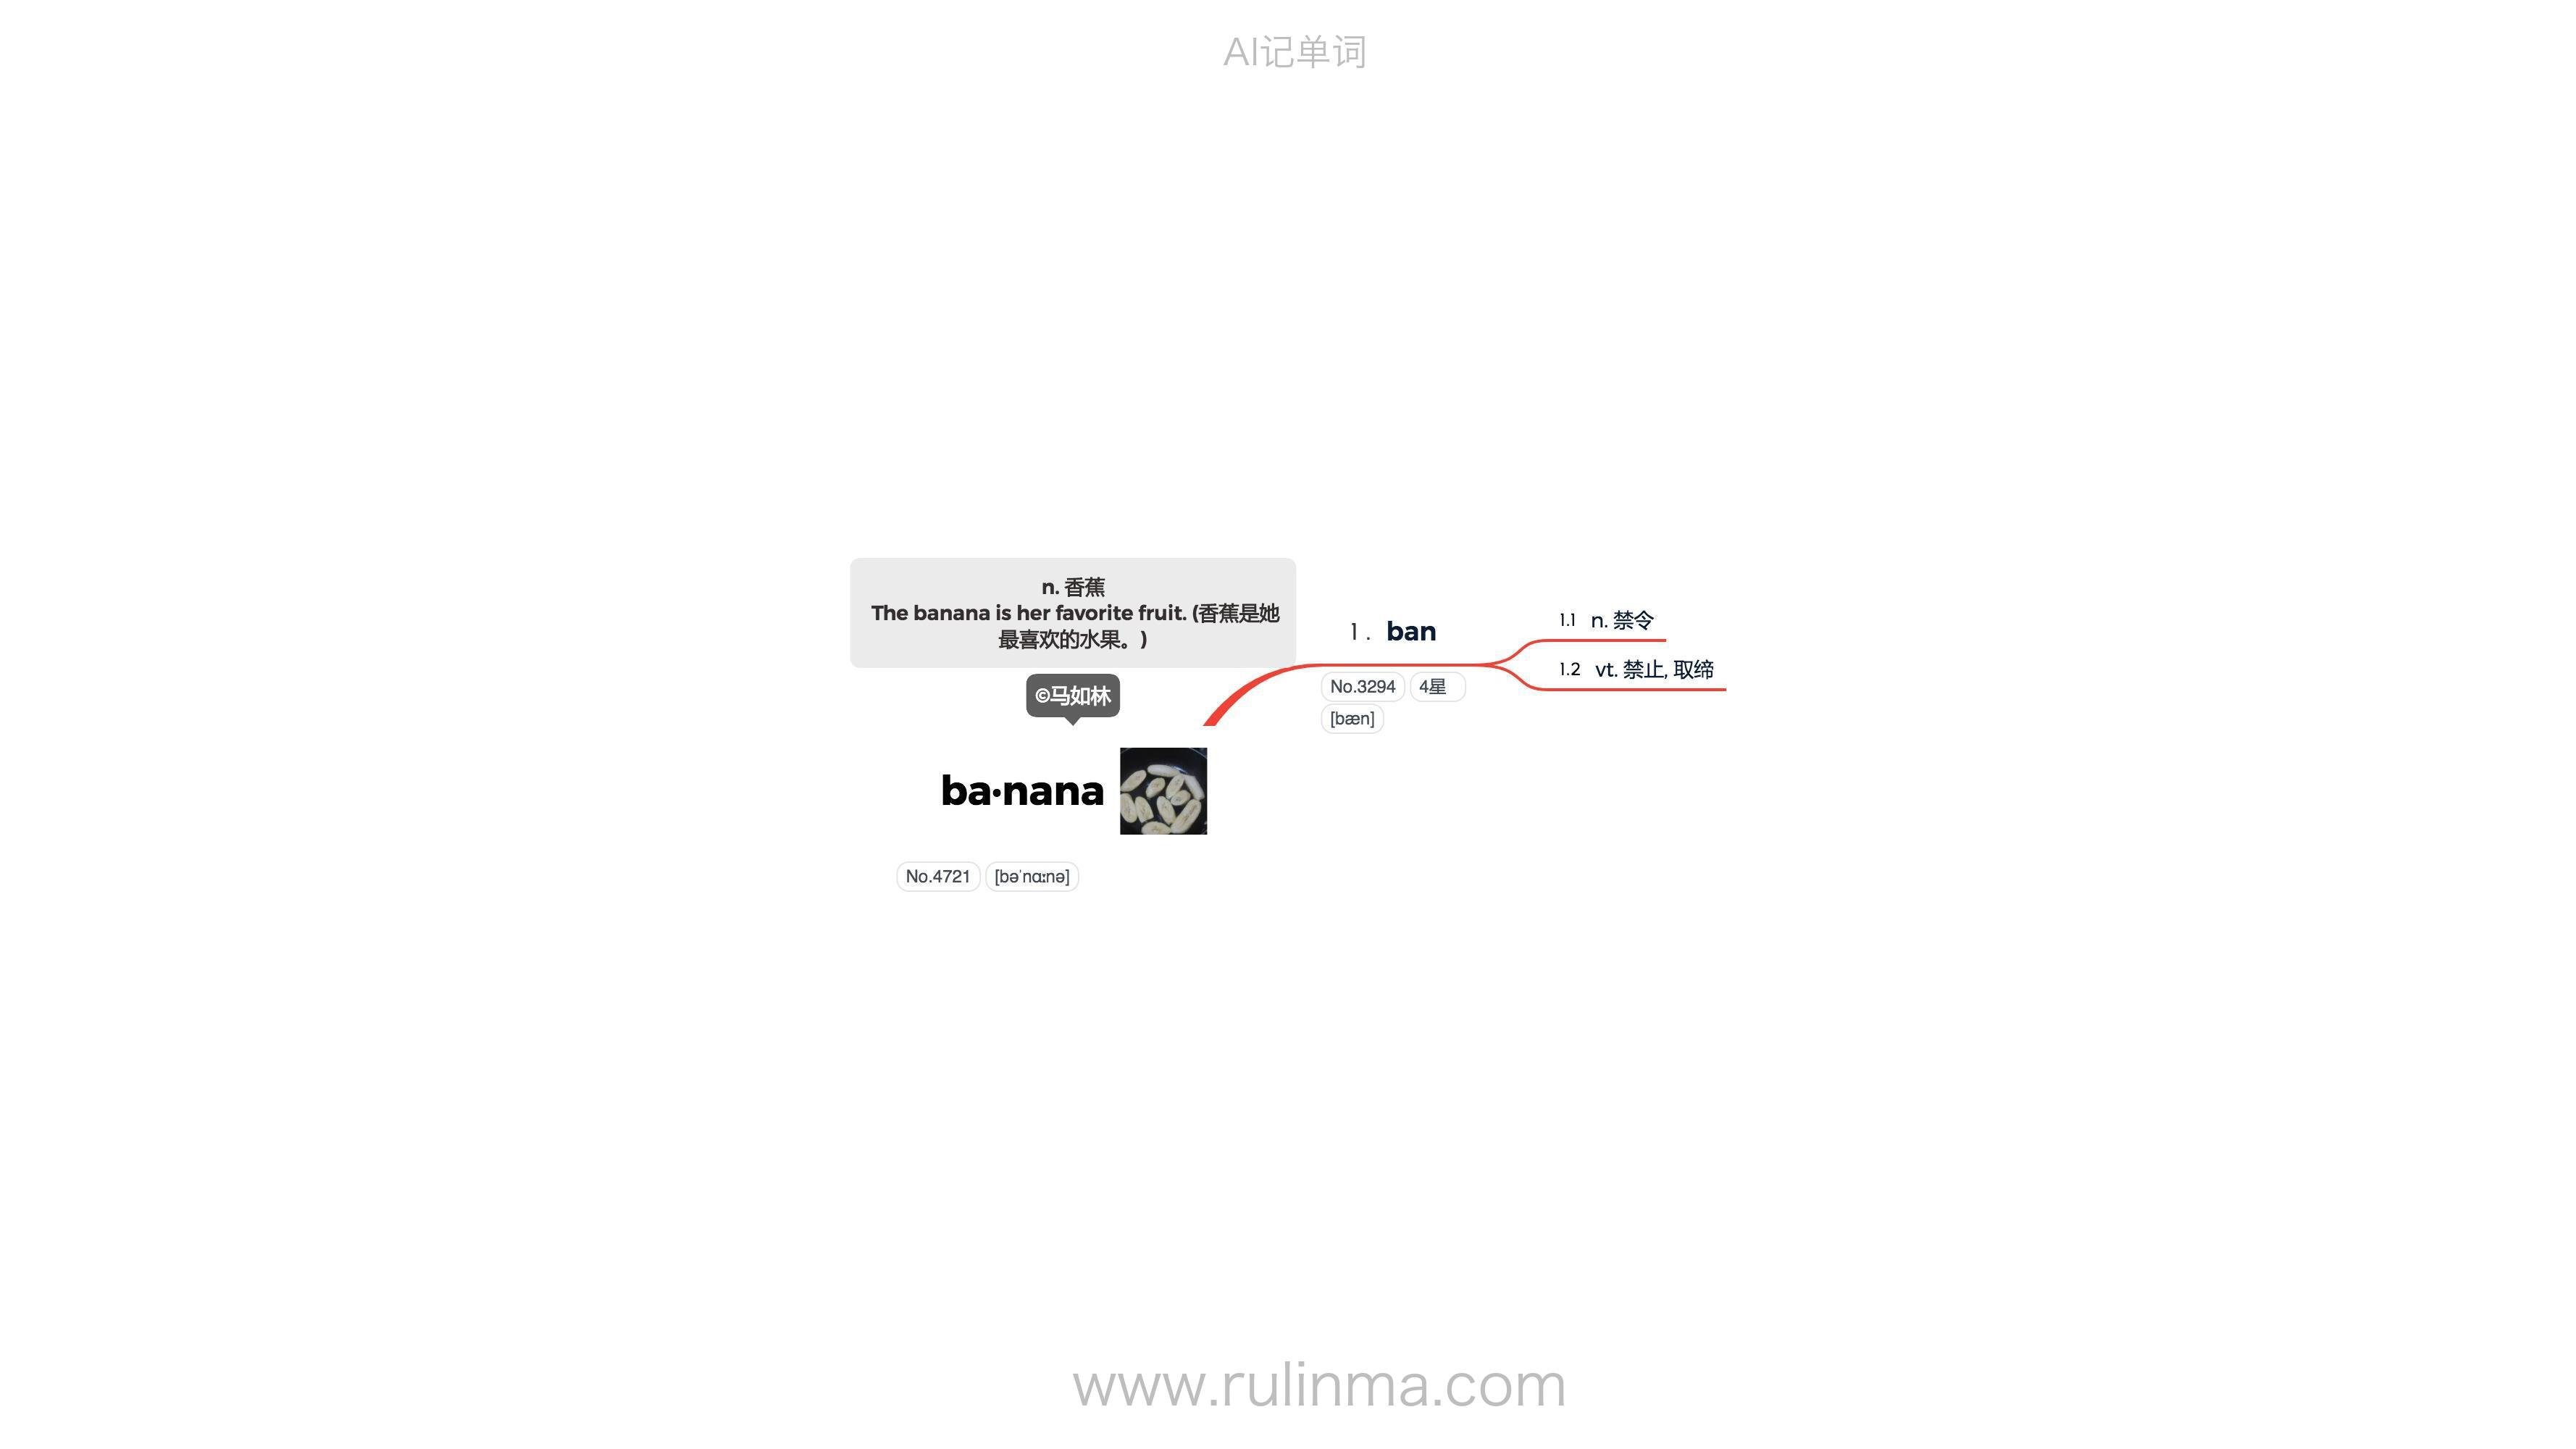 AI记单词
n. 香蕉
The banana is her favorite fruit. (香蕉是她
最喜欢的水果。)
©马如林
ba·nana
No.4721 [bəˈnɑːnə]
1. ban
No.3294 4星
[bæn]
1.1 n. 禁令
1.2 vt. 禁止, 取缔
www.rulinma.com